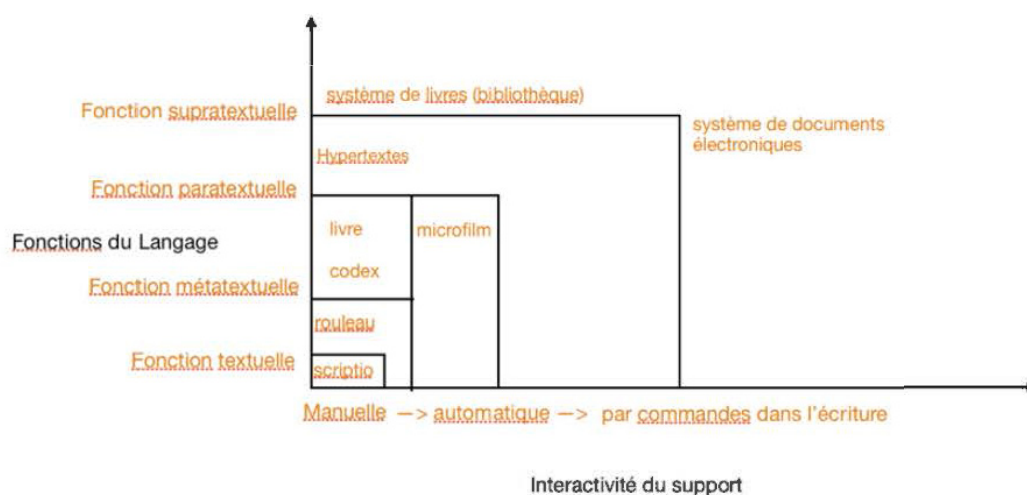 système de livres (bibliothèque)
Fonction supratextuelle
système de documents
électroniques
Hypertextes
Fonction paratextuelle
livre
microfilm
Fonctions du Langage
codex
Fonction métatextuelle
rouleau
Fonction textuelle
scriptio
Manuelle —> automatique —> par commandes dans l'écriture
Interactivité du support